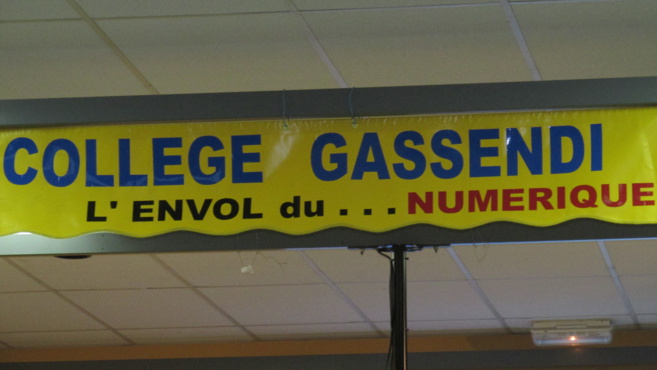 COLLEGE GASSENDI
L' ENVOL du . . . NUMERIQUE